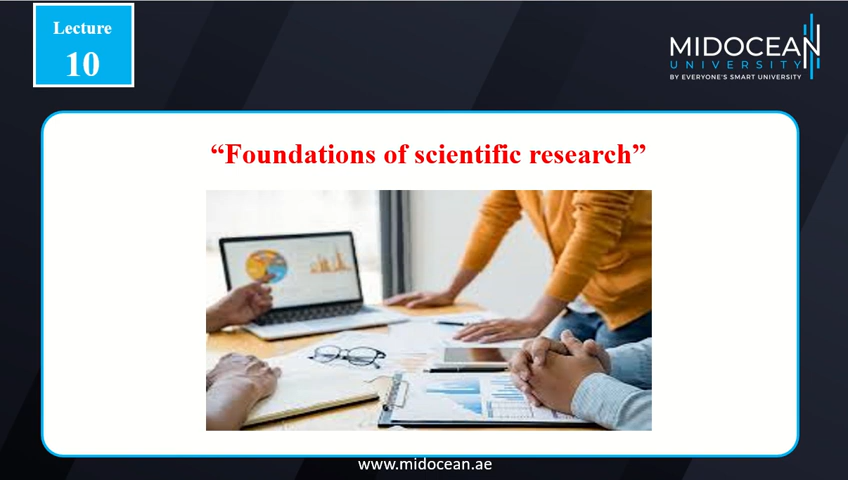 Lecture
10
MIDOCEAN
UNIVERSITY
BY EVERYONE'S SMART UNIVERSITY
“Foundations of scientific research”
www.midocean.ae